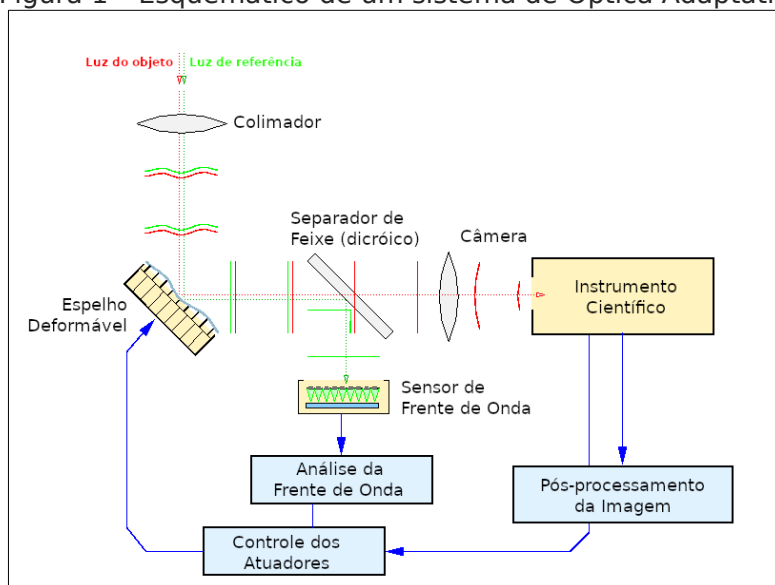 Figura 1 – Esquemático de um sistema de Óptica Adaptati
Luz do objeto
Luz de referência
Colimador
Separador de
Feixe (dicróico)
Câmera
Instrumento
Científico
Espelho
Deformável
Sensor de
Frente de Onda
Análise da
Frente de Onda
Pós-processamento
da Imagem
Controle dos
Atuadores